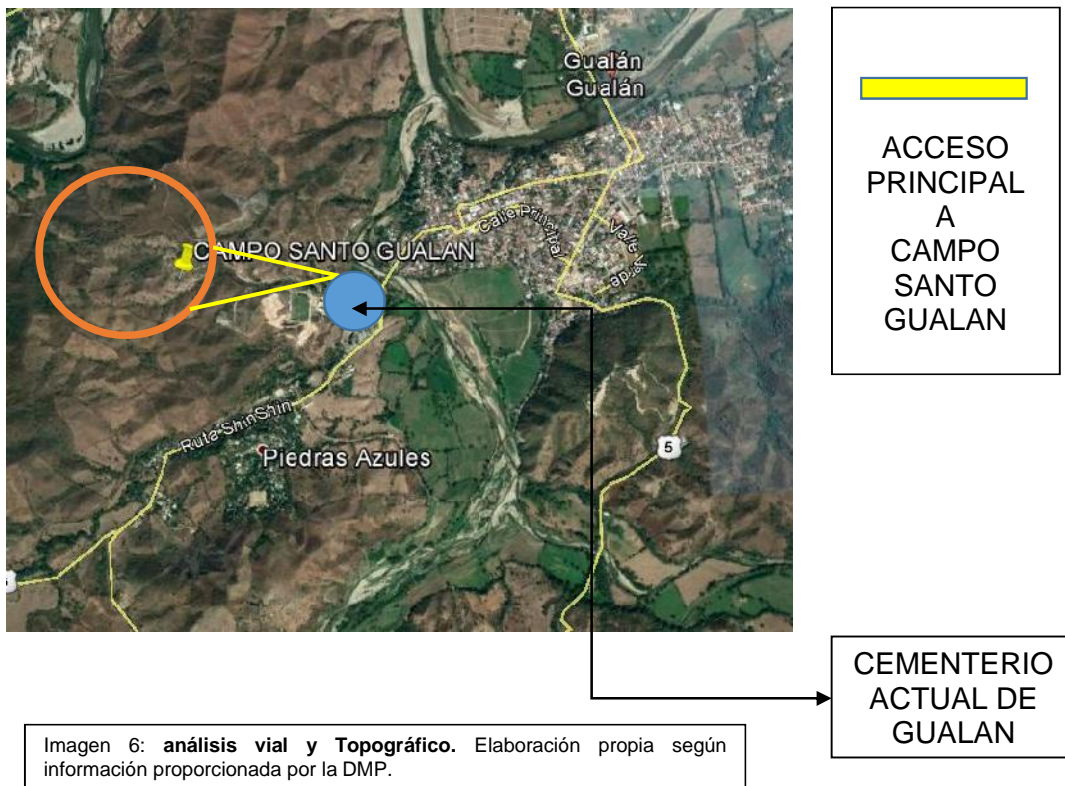 Gualán
Gualán
Calle Principal
Valle Verde
CAMPO SANTO GUALAN
Ruta ShinShin
Piedras Azules
5
ACCESO
PRINCIPAL
A
CAMPO
SANTO
GUALAN
CEMENTERIO
ACTUAL DE
GUALAN
Imagen 6: análisis vial y Topográfico. Elaboración propia según
información proporcionada por la DMP.